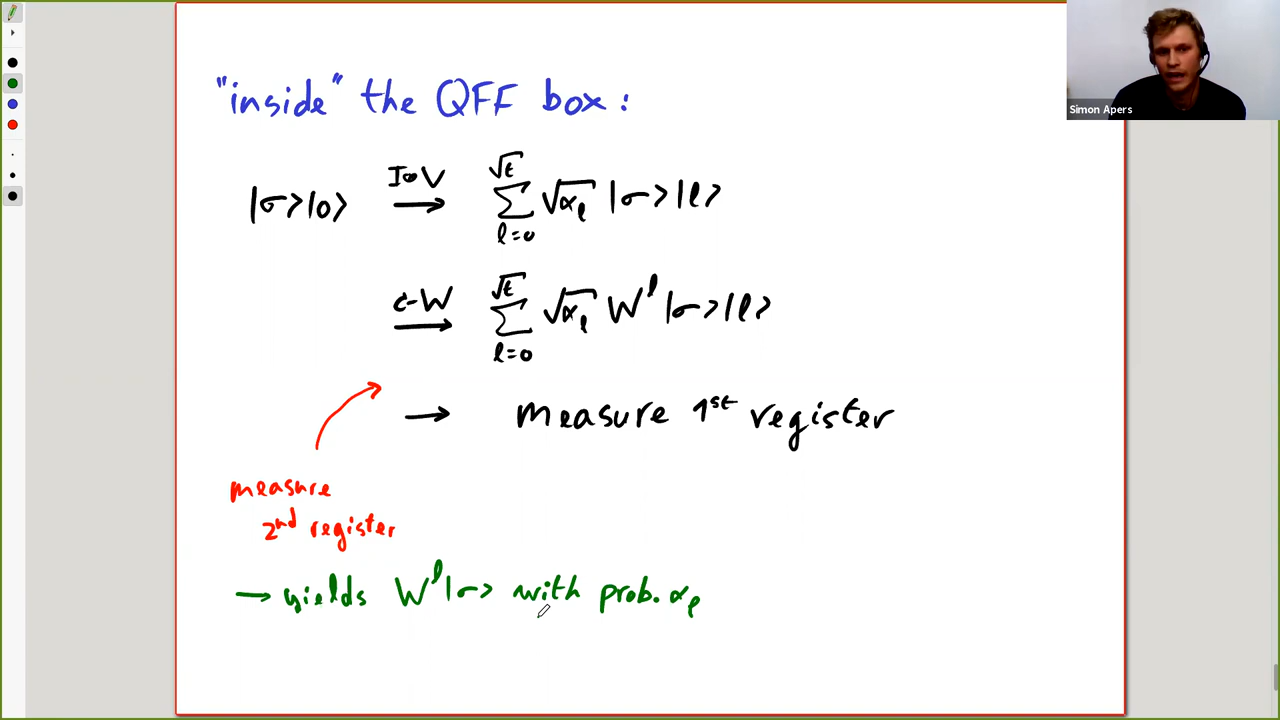 Simon Apers
"inside" the QFF box:
|σ>|0> I⊗V → Σ_{l=0}^{√t} √α_l |σ>|l>
c-W → Σ_{l=0}^{√t} √α_l W^l |σ>|l>
→ measure 1st register
measure
2nd register
→ yields W^l|σ> with prob. α_l